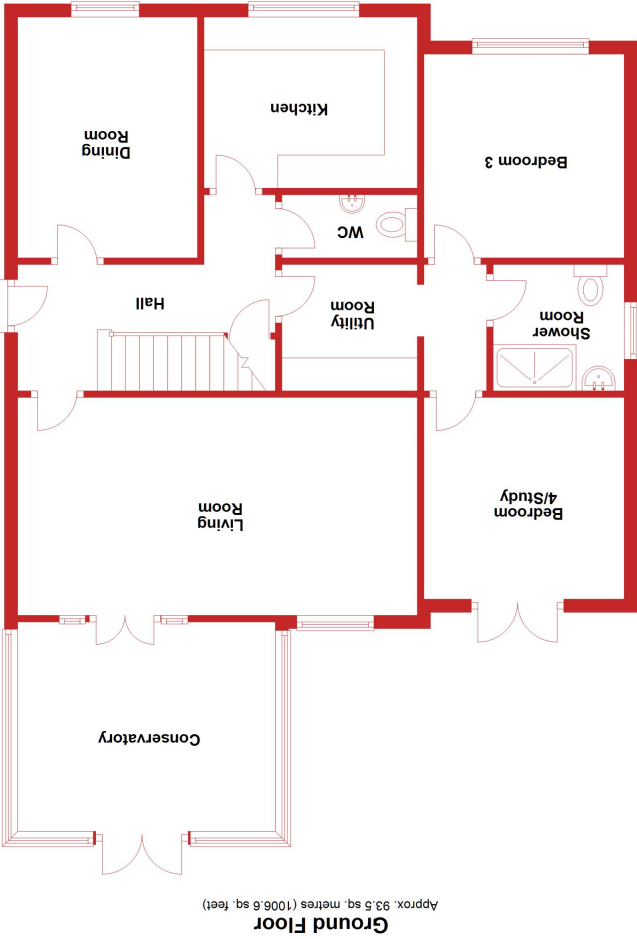 Ground Floor
Approx. 93.5 sq. metres (1006.6 sq. feet)
Conservatory
Living
Room
Bedroom
4/Study
Shower
Room
Utility
Room
Hall
WC
Bedroom 3
Kitchen
Dining
Room